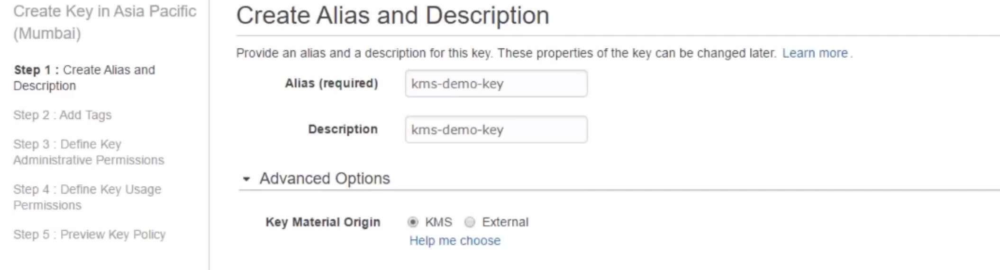 Create Key in Asia Pacific
(Mumbai)
Step 1 : Create Alias and
Description
Step 2 : Add Tags
Step 3 : Define Key
Administrative Permissions
Step 4 : Define Key Usage
Permissions
Step 5 : Preview Key Policy
Create Alias and Description
Provide an alias and a description for this key. These properties of the key can be changed later. Learn more .
Alias (required) kms-demo-key
Description kms-demo-key
Advanced Options
Key Material Origin KMS External
Help me choose